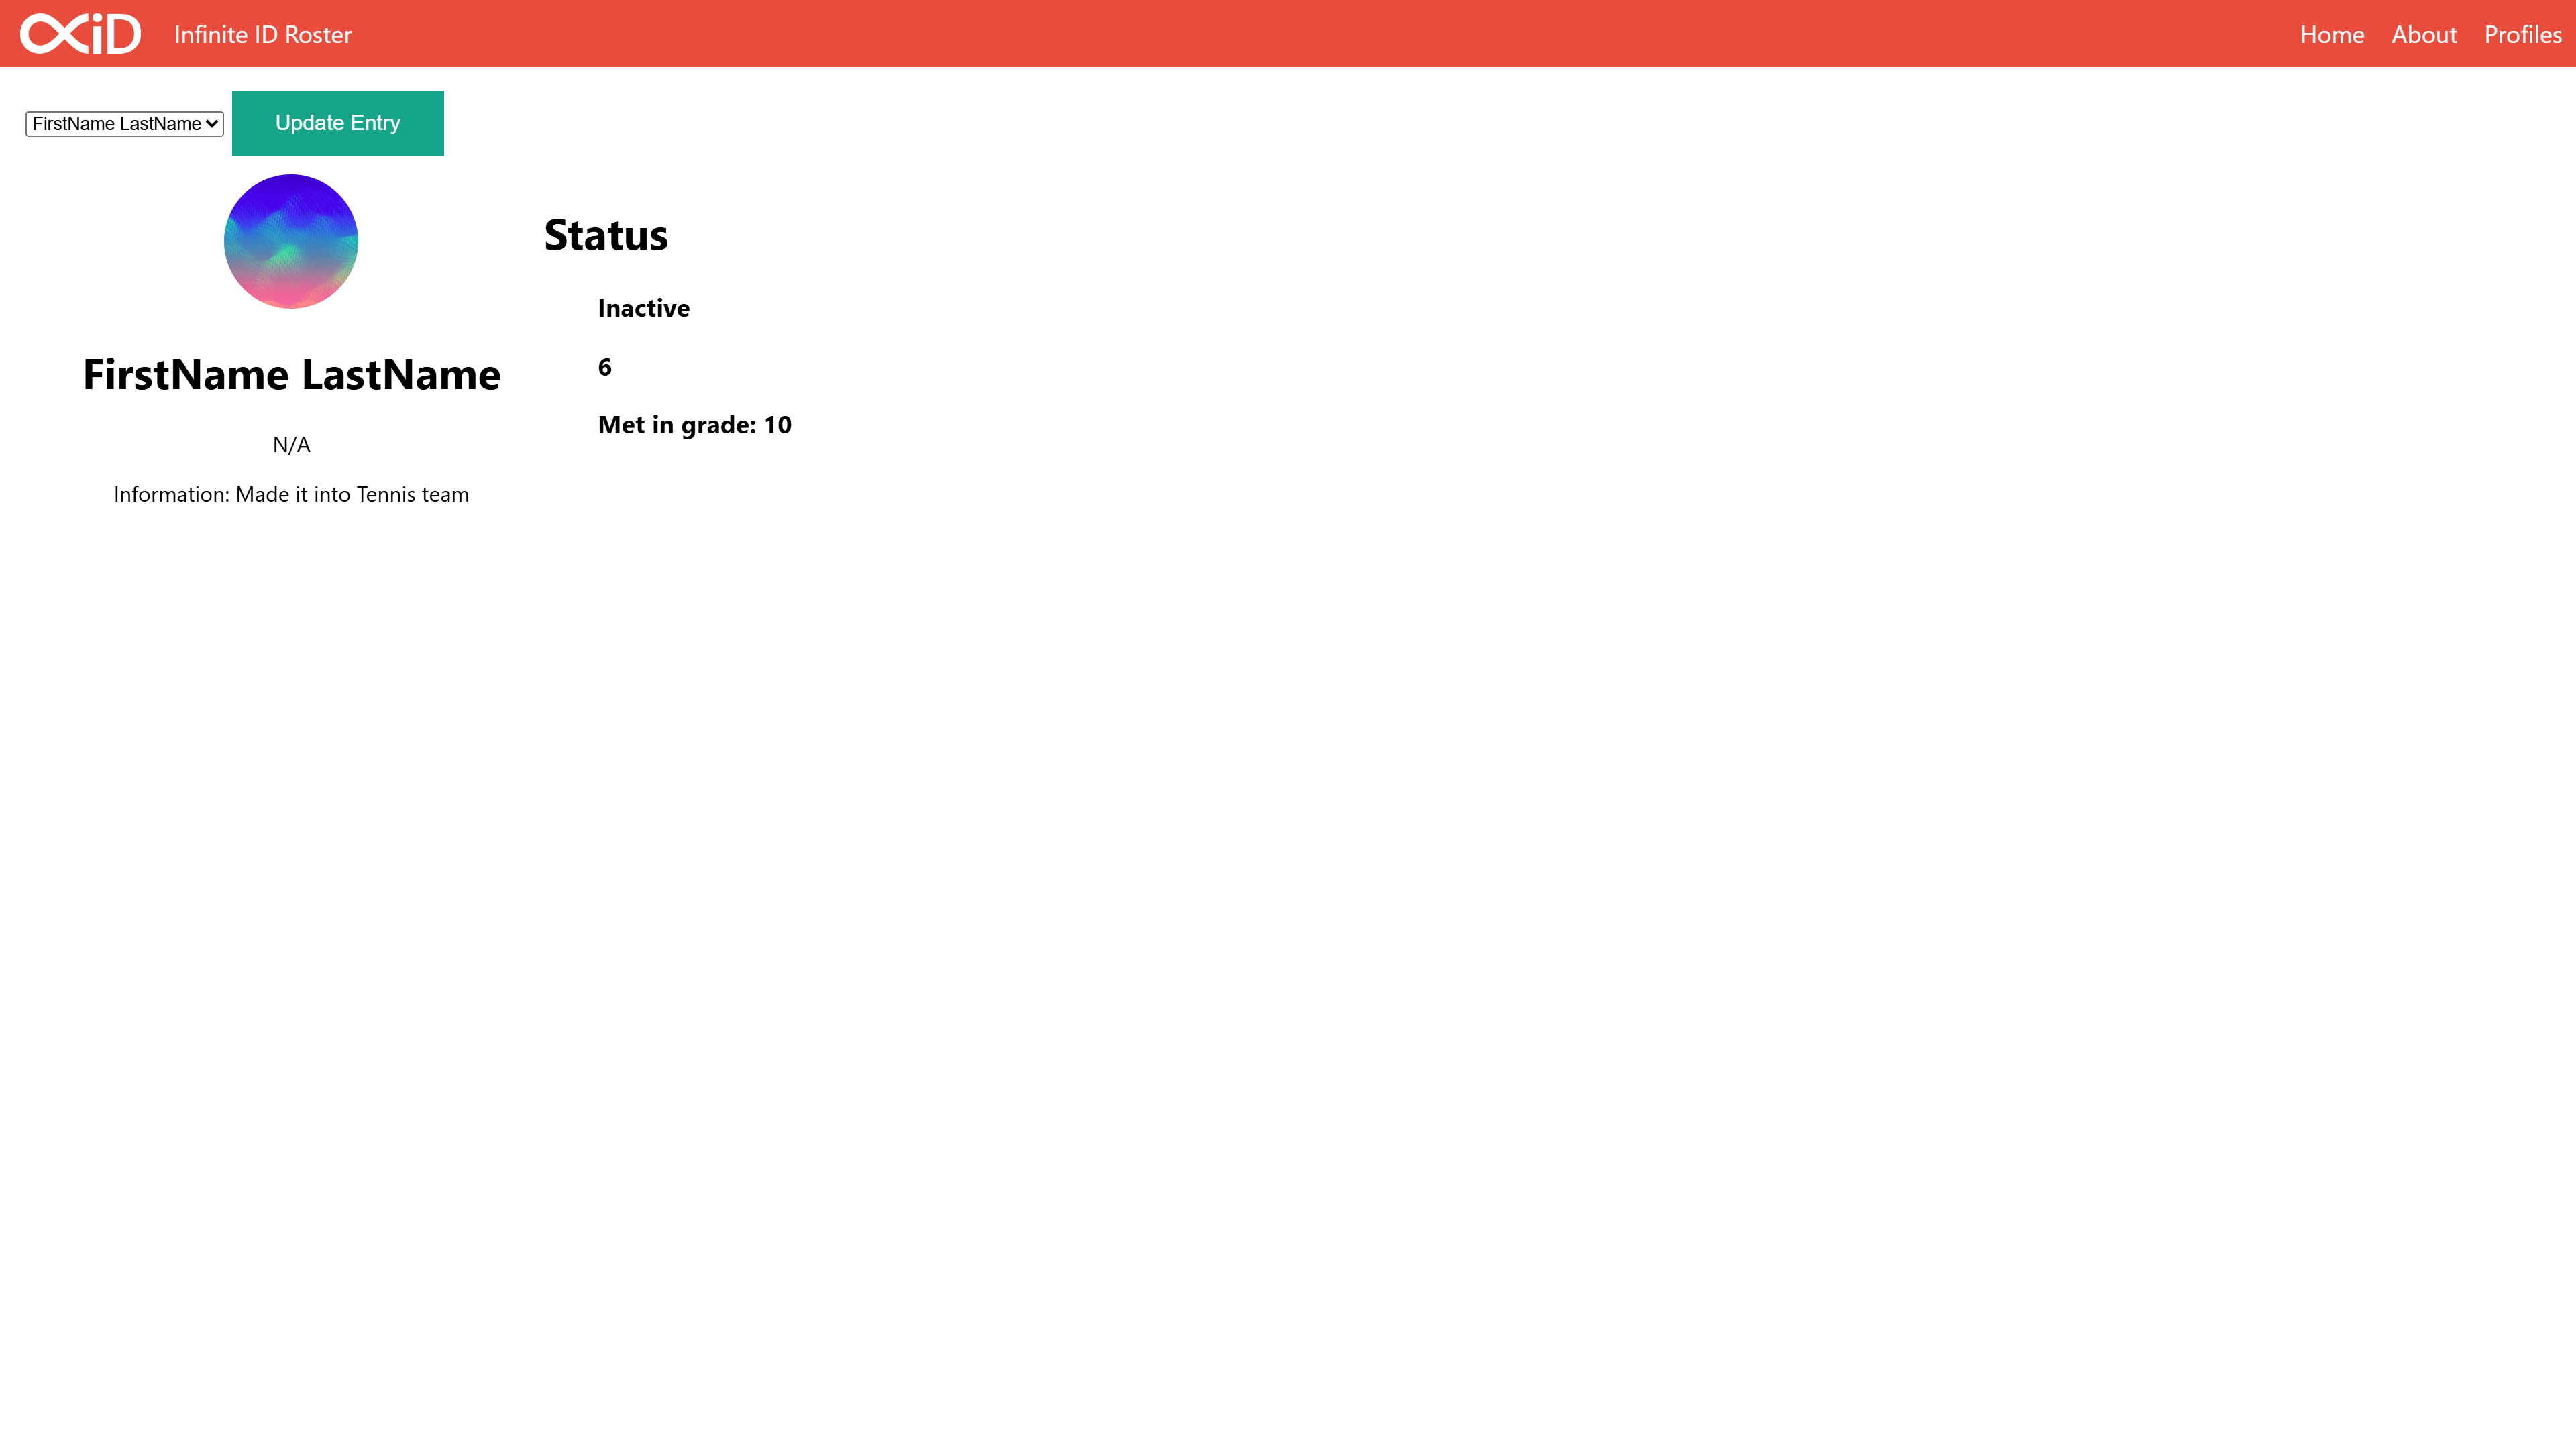 ∞iD
Infinite ID Roster
Home
About
Profiles
FirstName LastName
Update Entry
Status
Inactive
6
Met in grade: 10
FirstName LastName
N/A
Information: Made it into Tennis team